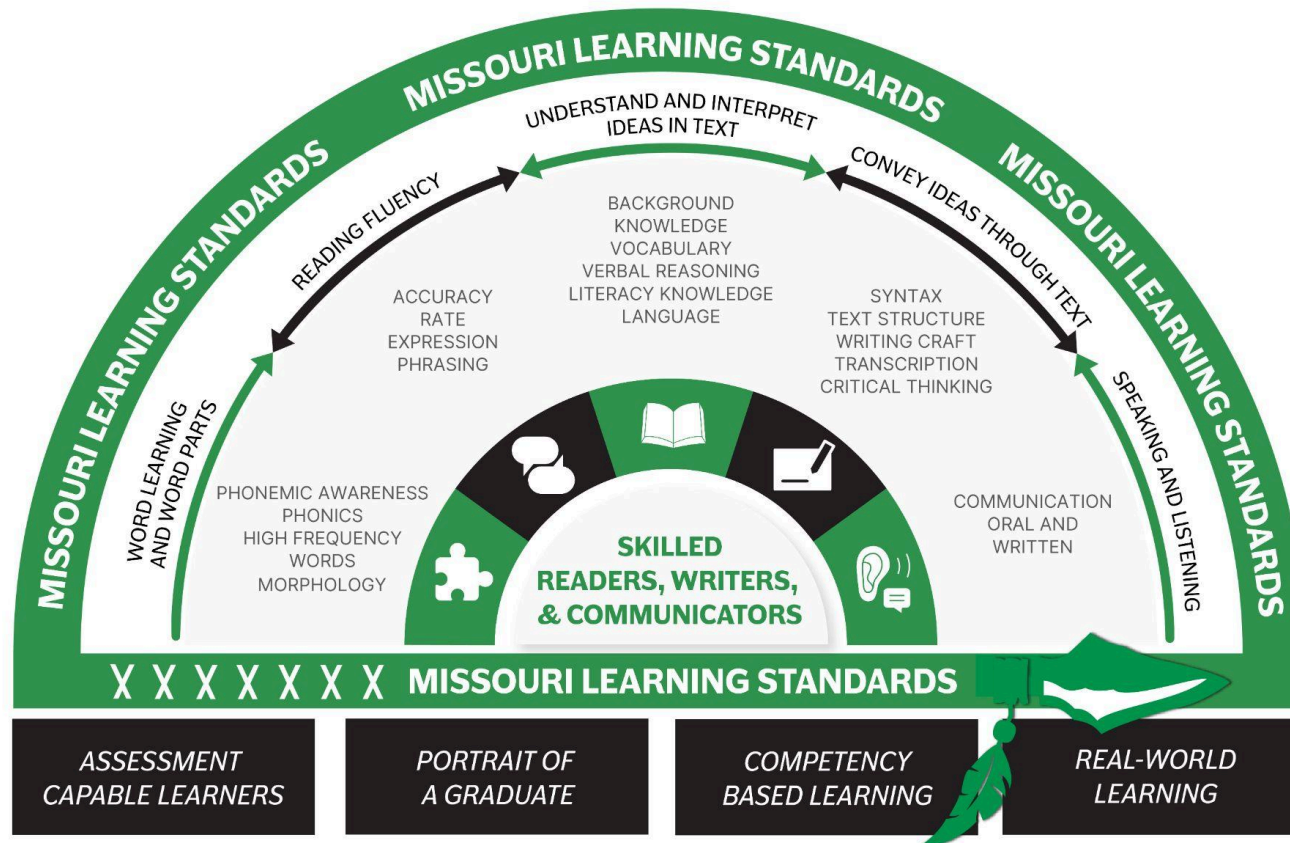 MISSOURI LEARNING STANDARDS
MISSOURI LEARNING STANDARDS
MISSOURI LEARNING STANDARDS
WORD LEARNING
AND WORD PARTS
READING FLUENCY
UNDERSTAND AND INTERPRET
IDEAS IN TEXT
CONVEY IDEAS THROUGH TEXT
SPEAKING AND LISTENING
PHONEMIC AWARENESS
PHONICS
HIGH FREQUENCY
WORDS
MORPHOLOGY
ACCURACY
RATE
EXPRESSION
PHRASING
BACKGROUND
KNOWLEDGE
VOCABULARY
VERBAL REASONING
LITERACY KNOWLEDGE
LANGUAGE
SYNTAX
TEXT STRUCTURE
WRITING CRAFT
TRANSCRIPTION
CRITICAL THINKING
COMMUNICATION
ORAL AND
WRITTEN
SKILLED
READERS, WRITERS,
& COMMUNICATORS
X X X X X X X MISSOURI LEARNING STANDARDS
ASSESSMENT
CAPABLE LEARNERS
PORTRAIT OF
A GRADUATE
COMPETENCY
BASED LEARNING
REAL-WORLD
LEARNING